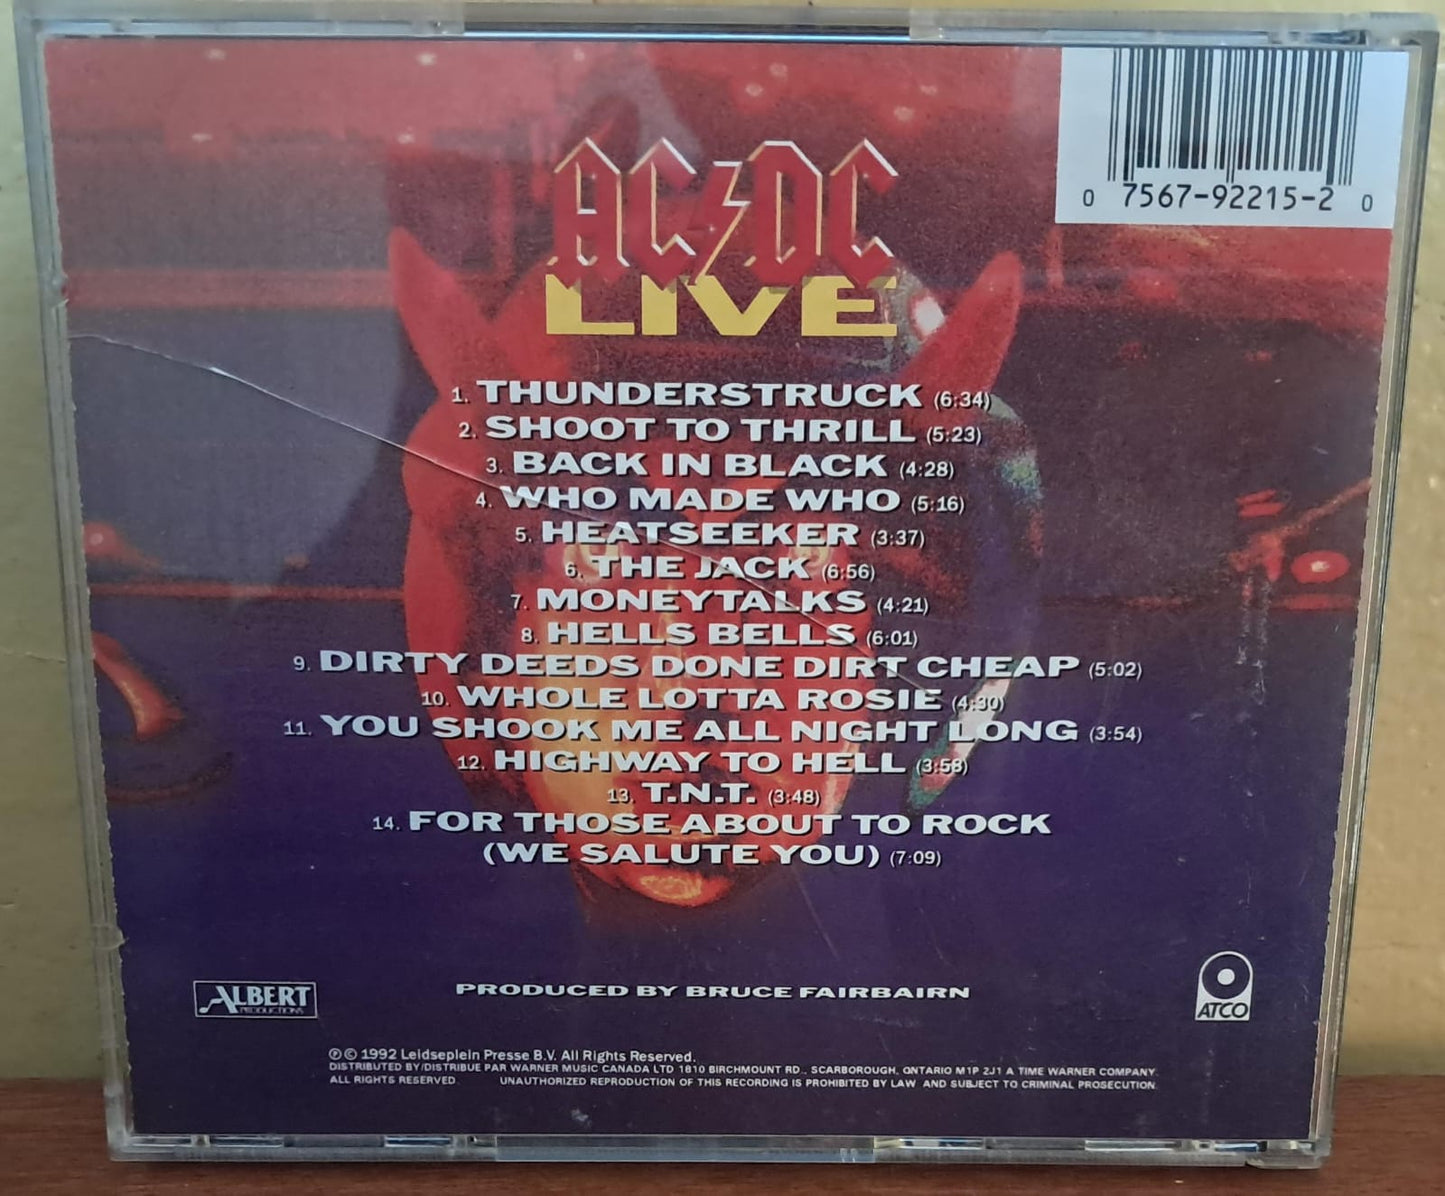 0 7567-92215-2 0
AC/DC
LIVE
1. THUNDERSTRUCK (6:34)
2. SHOOT TO THRILL (5:23)
3. BACK IN BLACK (4:28)
4. WHO MADE WHO (5:16)
5. HEATSEEKER (3:37)
6. THE JACK (6:56)
7. MONEYTALKS (4:21)
8. HELLS BELLS (6:01)
9. DIRTY DEEDS DONE DIRT CHEAP (5:02)
10. WHOLE LOTTA ROSIE (4:30)
11. YOU SHOOK ME ALL NIGHT LONG (3:54)
12. HIGHWAY TO HELL (3:58)
13. T.N.T. (3:48)
14. FOR THOSE ABOUT TO ROCK
(WE SALUTE YOU) (7:09)
ALBERT
PRODUCTIONS
PRODUCED BY BRUCE FAIRBAIRN
ATCO
℗ © 1992 Leidseplein Presse B.V. All Rights Reserved.
DISTRIBUTED BY/DISTRIBUE PAR WARNER MUSIC CANADA LTD 1810 BIRCHMOUNT RD., SCARBOROUGH, ONTARIO M1P 2J1 A TIME WARNER COMPANY.
ALL RIGHTS RESERVED. UNAUTHORIZED REPRODUCTION OF THIS RECORDING IS PROHIBITED BY LAW AND SUBJECT TO CRIMINAL PROSECUTION.